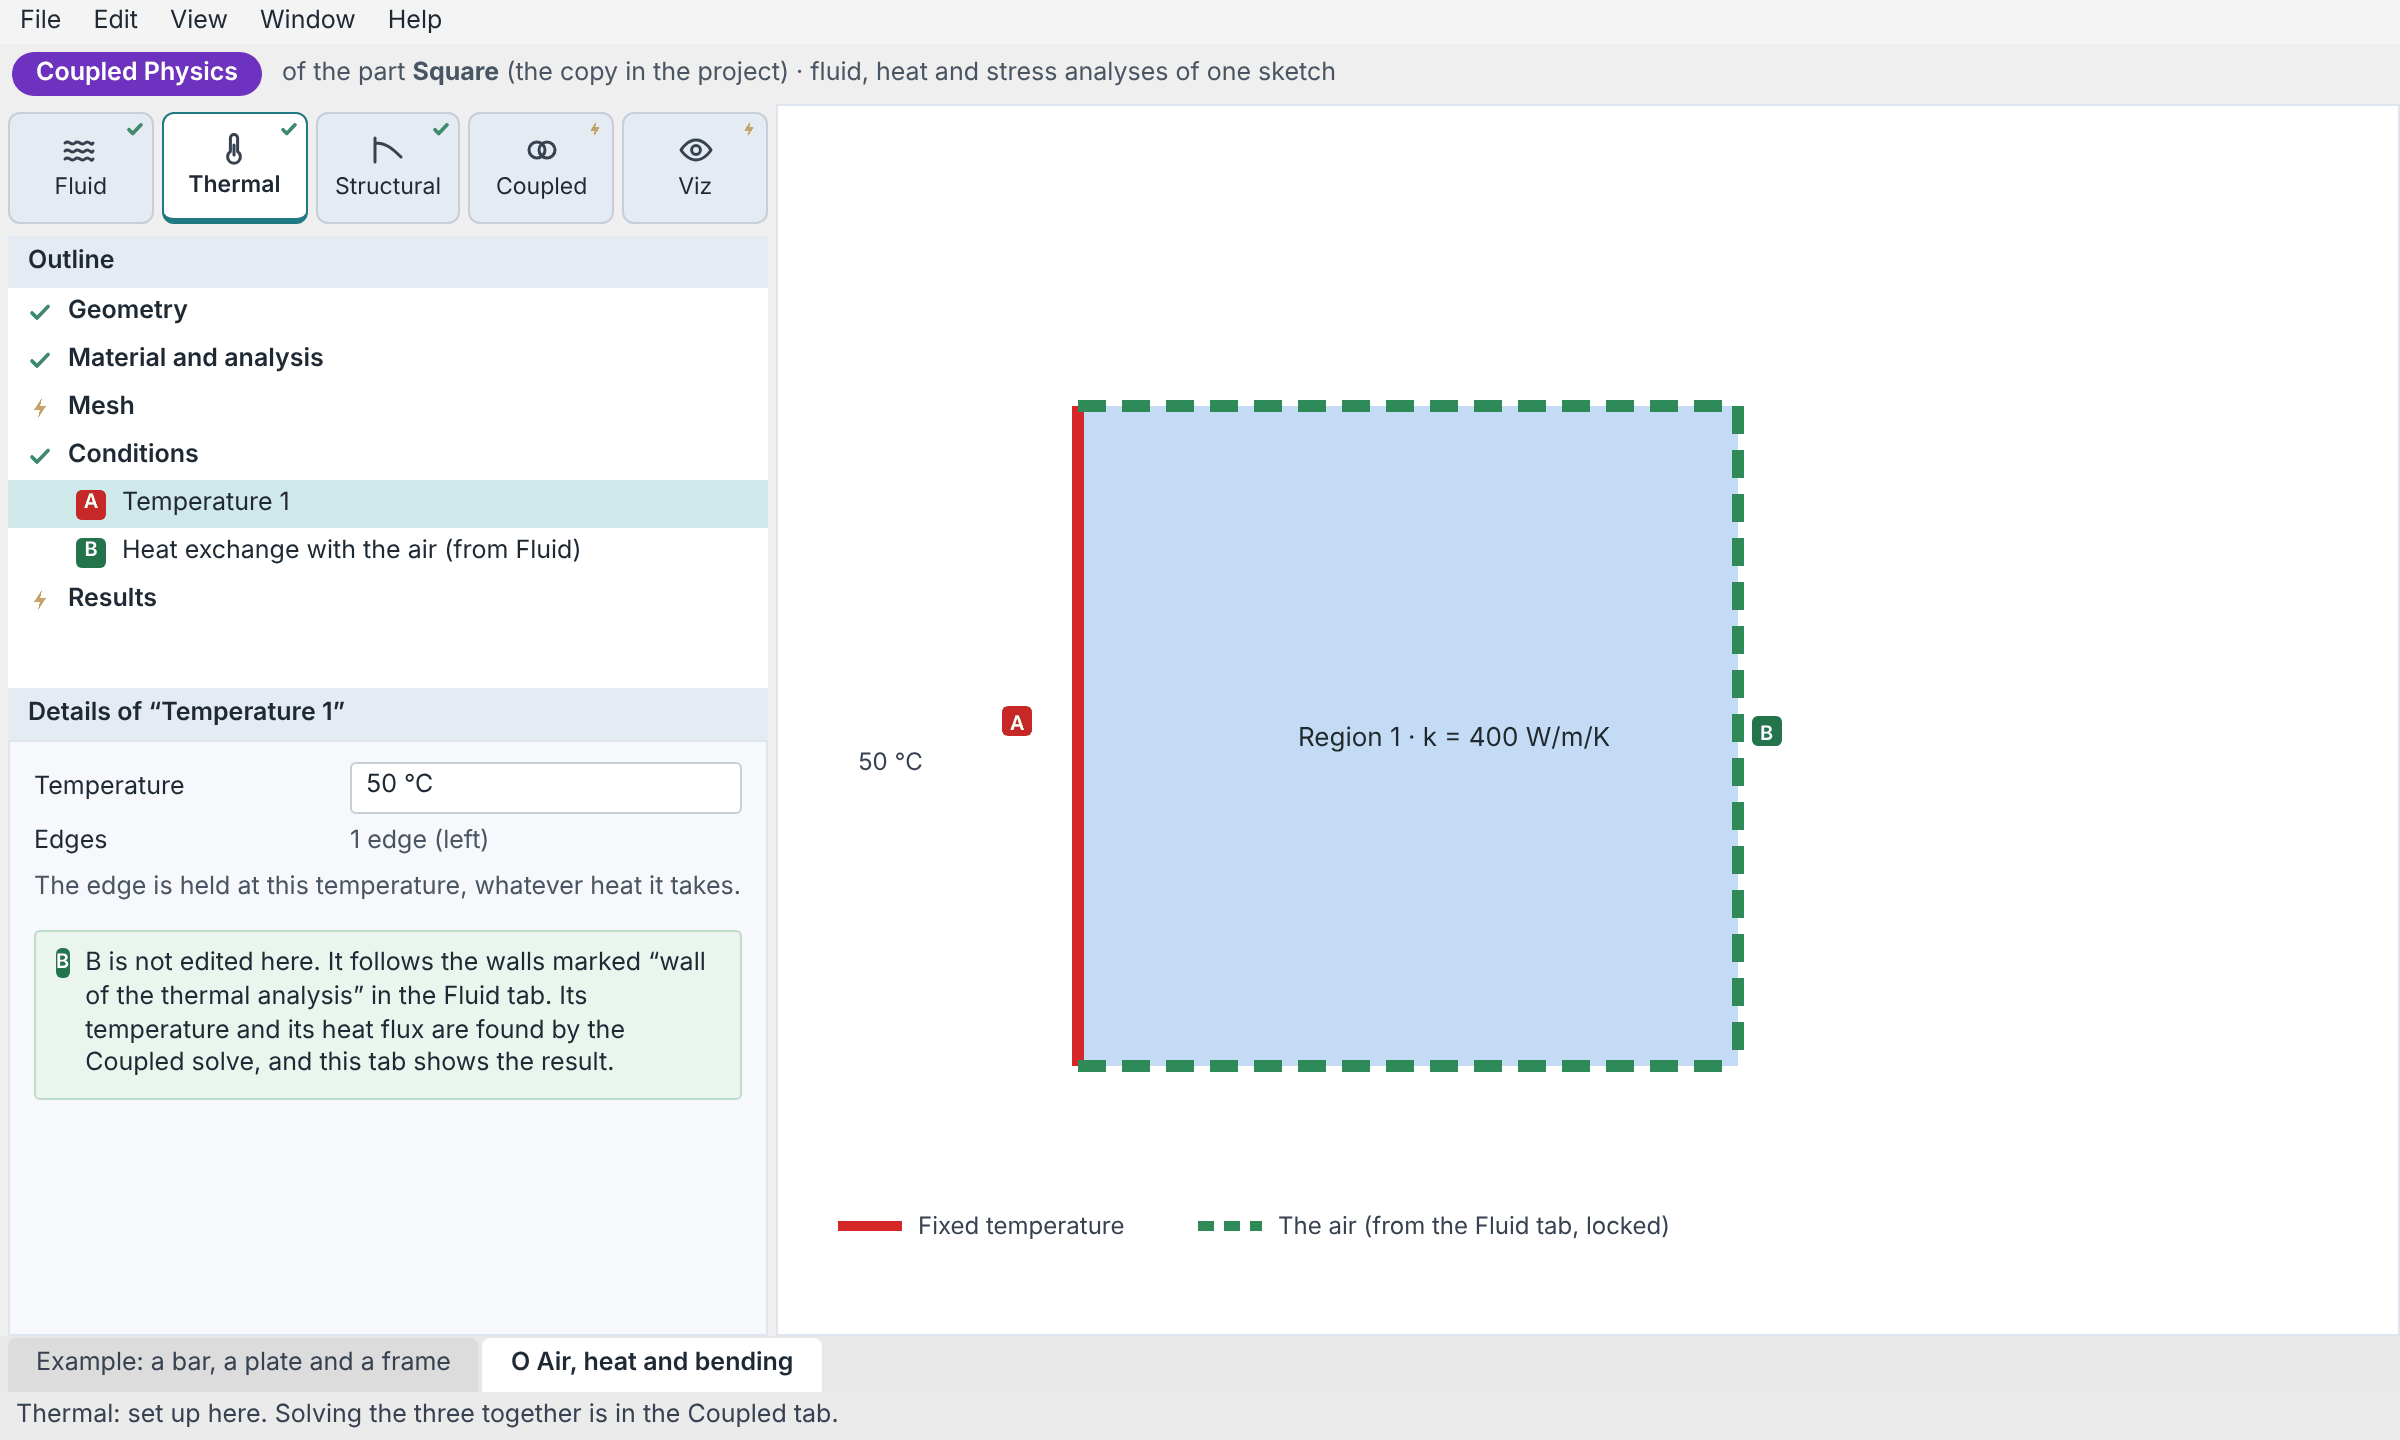 File Edit View Window Help
Coupled Physics of the part Square (the copy in the project) · fluid, heat and stress analyses of one sketch
Fluid Thermal Structural Coupled Viz
Outline
Geometry
Material and analysis
Mesh
Conditions
A Temperature 1
B Heat exchange with the air (from Fluid)
Results
Details of “Temperature 1”
Temperature 50 °C
Edges 1 edge (left)
The edge is held at this temperature, whatever heat it takes.
B B is not edited here. It follows the walls marked “wall
of the thermal analysis” in the Fluid tab. Its
temperature and its heat flux are found by the
Coupled solve, and this tab shows the result.
A
50 °C
Region 1 · k = 400 W/m/K
B
Fixed temperature The air (from the Fluid tab, locked)
Example: a bar, a plate and a frame O Air, heat and bending
Thermal: set up here. Solving the three together is in the Coupled tab.